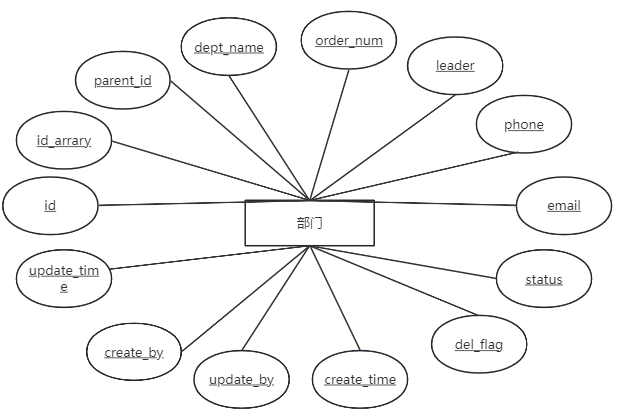 order_num
dept_name
leader
parent_id
phone
id_arrary
id
email
部门
update_tim
e
status
del_flag
create_by
update_by
create_time